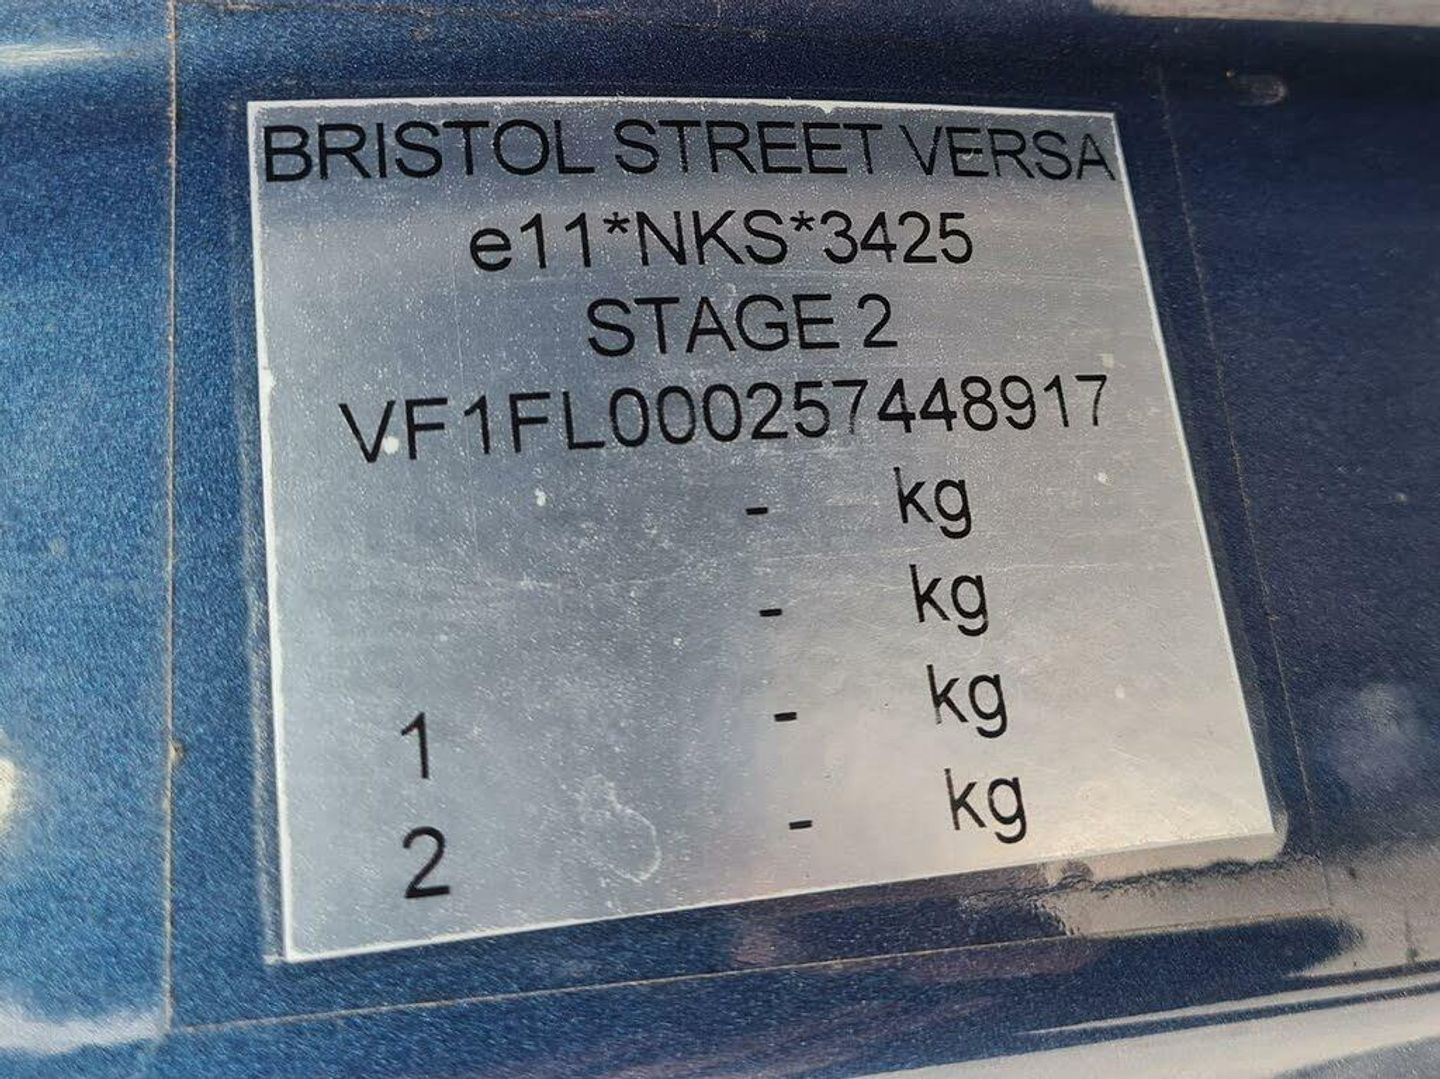 BRISTOL STREET VERSA
e11*NKS*3425
STAGE 2
VF1FL000257448917
- kg
- kg
1 - kg
2 - kg